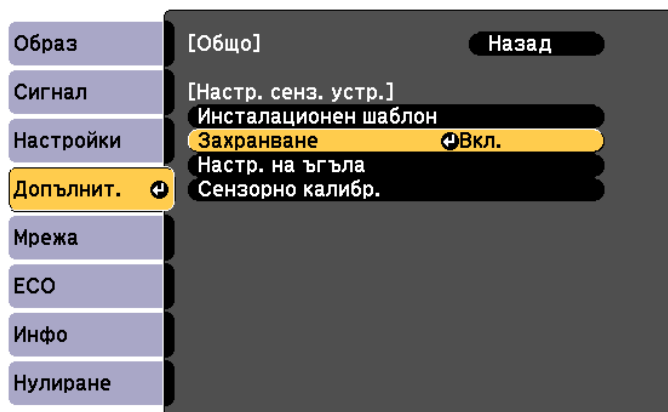 Образ
Сигнал
Настройки
Допълнит.
Мрежа
ECO
Инфо
Нулиране
[Общо] Назад
[Настр. сенз. устр.]
Инсталационен шаблон
Захранване Вкл.
Настр. на ъгъла
Сензорно калибр.